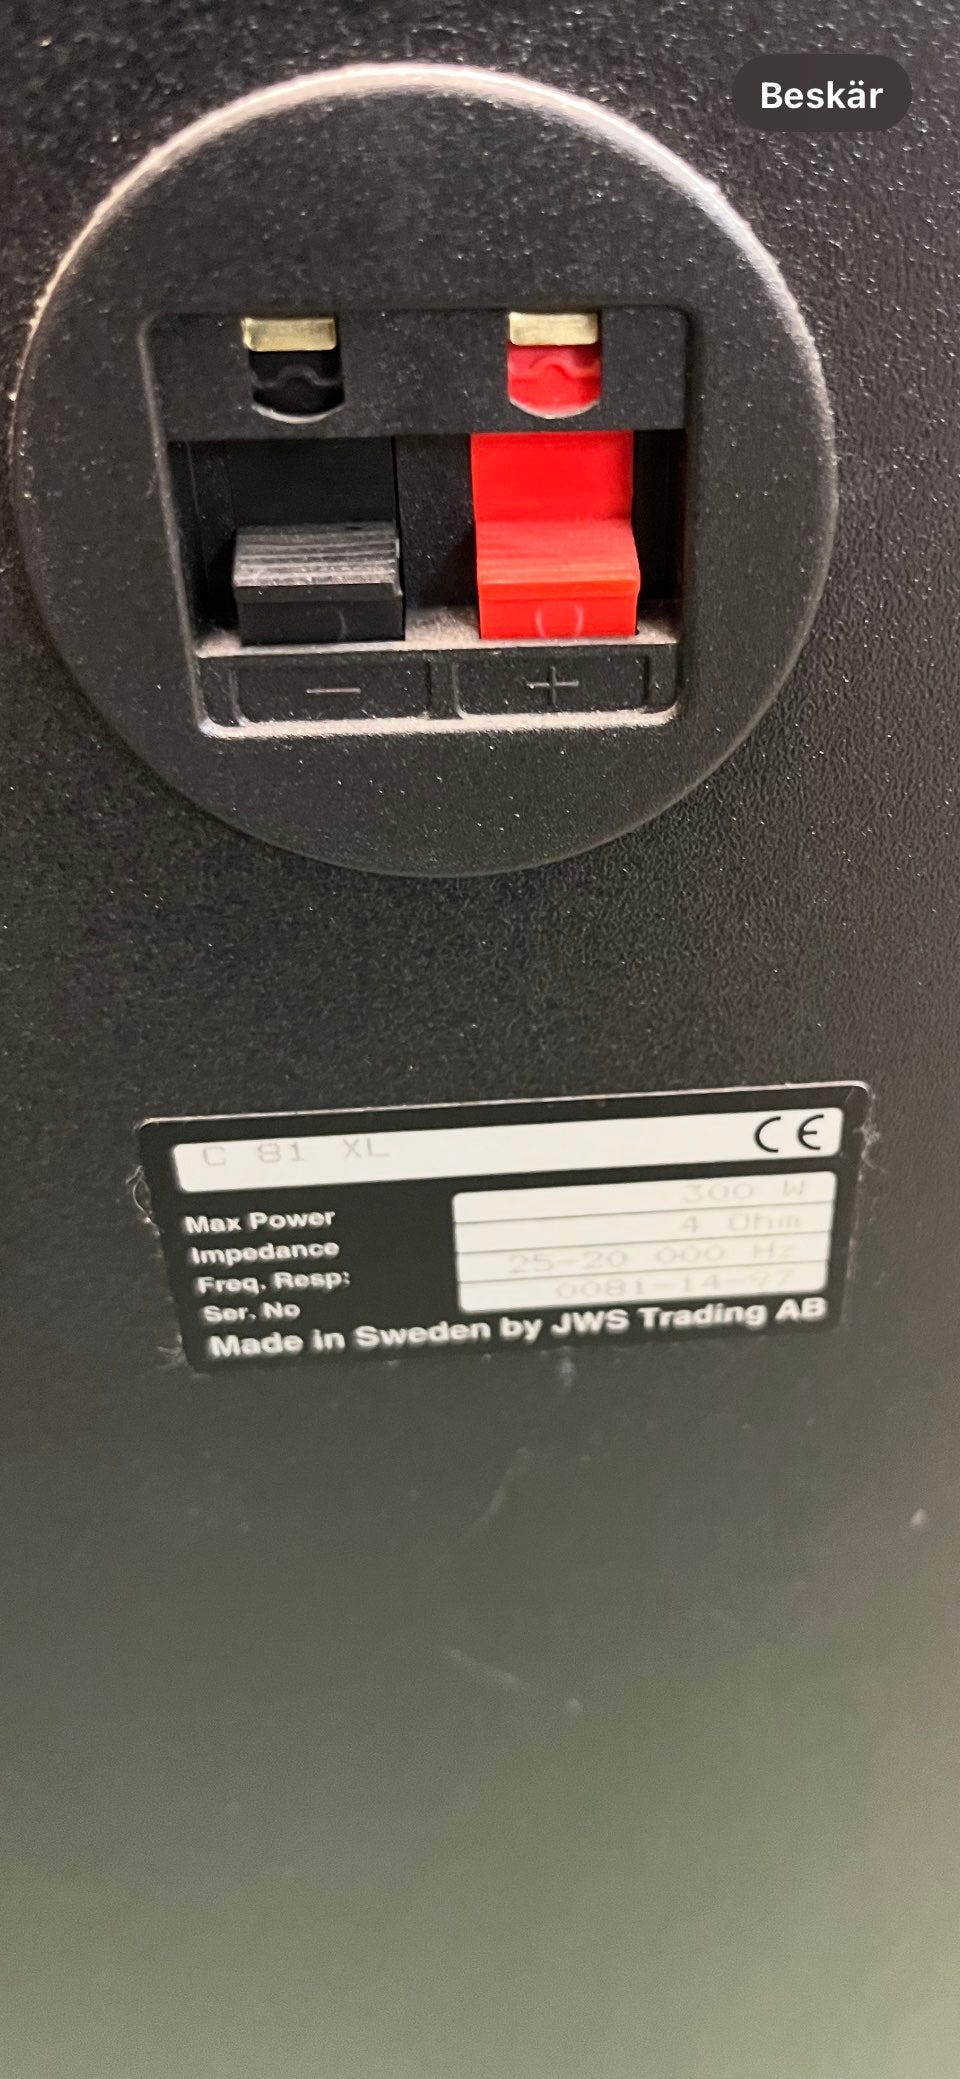 Beskär
− +
C 81 XL CE
Max Power 300 W
Impedance 4 Ohm
Freq. Resp: 25-20 000 Hz
Ser. No 0081-14-97
Made in Sweden by JWS Trading AB